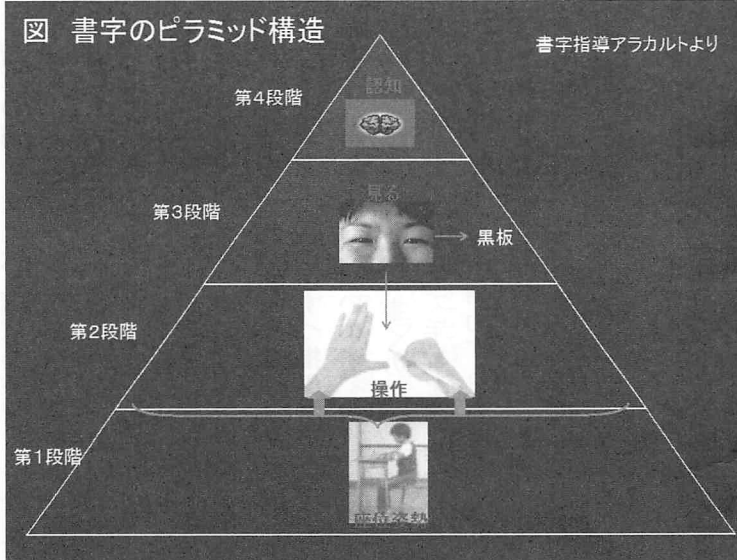 図 書字のピラミッド構造
書字指導アラカルトより
第4段階
認知
第3段階
見る
黒板
第2段階
操作
第1段階